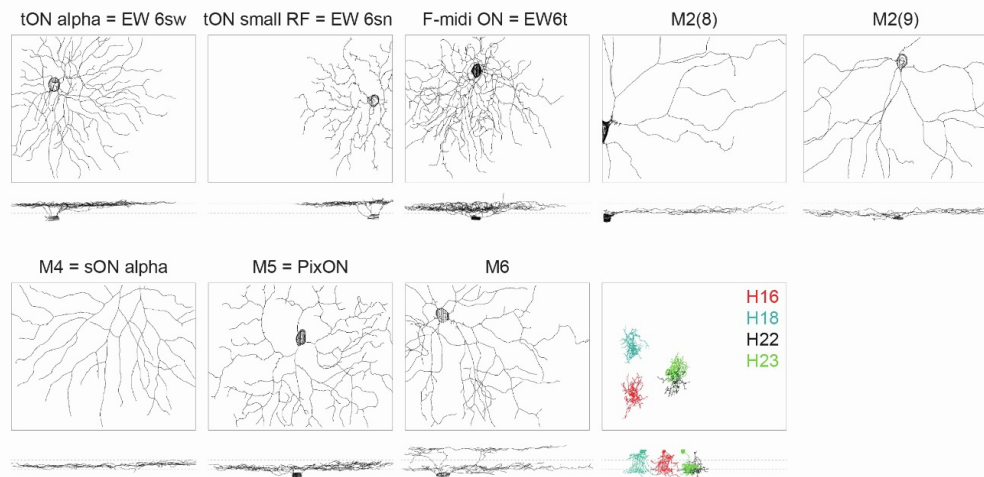 tON alpha = EW 6sw
tON small RF = EW 6sn
F-midi ON = EW6t
M2(8)
M2(9)
M4 = sON alpha
M5 = PixON
M6
H16
H18
H22
H23